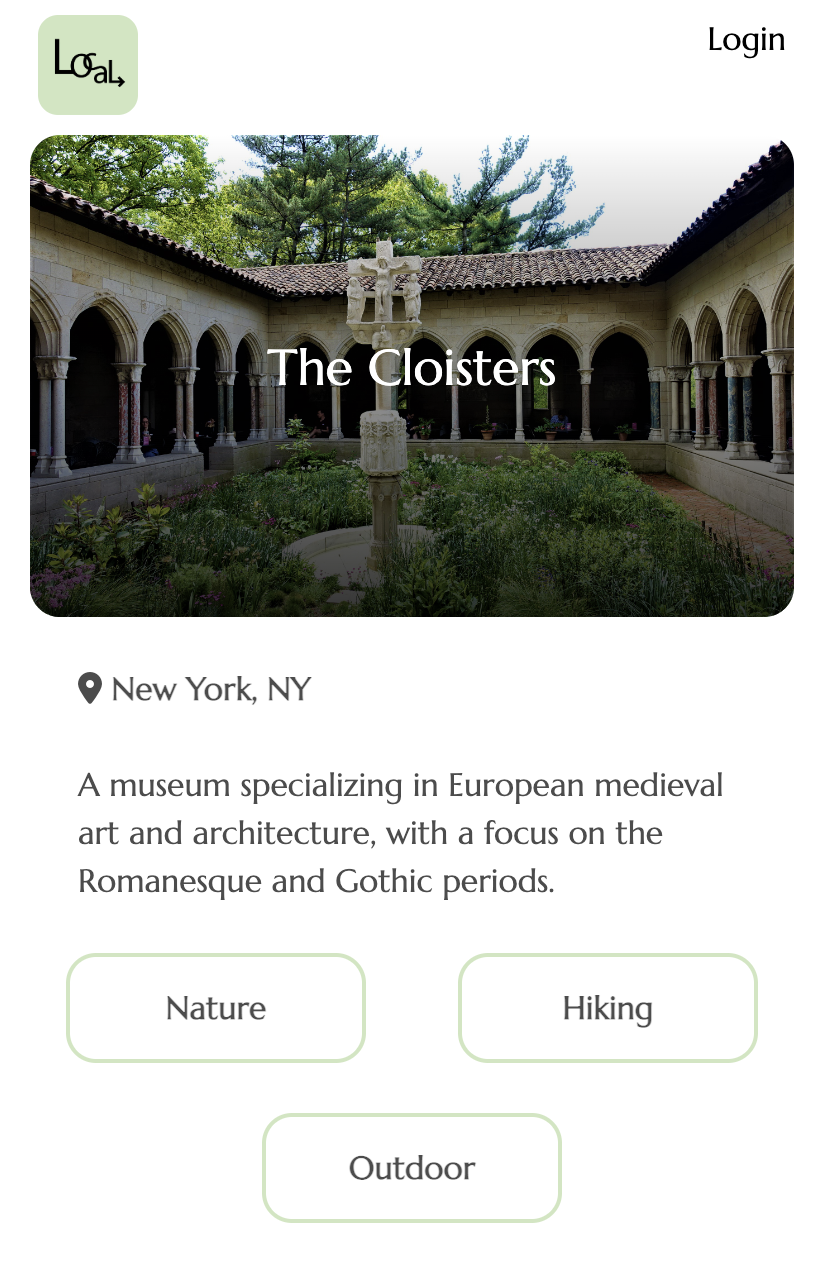 Local
Login
The Cloisters
New York, NY
A museum specializing in European medieval
art and architecture, with a focus on the
Romanesque and Gothic periods.
Nature
Hiking
Outdoor